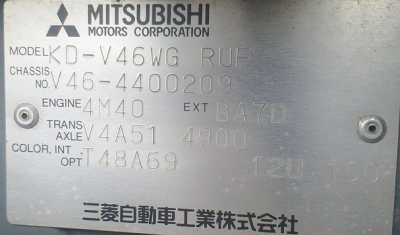 MITSUBISHI
MOTORS CORPORATION
MODEL KD-V46WG RUF
CHASSIS NO. V46-4400209
ENGINE 4M40 EXT BA7D
TRANS AXLE V4A51 4900
COLOR, INT OPT T48A69 12U
三菱自動車工業株式会社